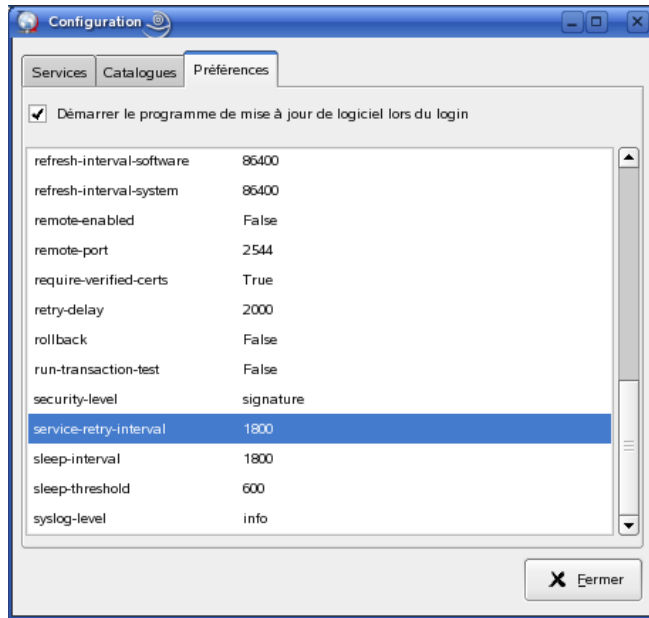 Configuration
Services Catalogues Préférences
Démarrer le programme de mise à jour de logiciel lors du login
refresh-interval-software 86400
refresh-interval-system 86400
remote-enabled False
remote-port 2544
require-verified-certs True
retry-delay 2000
rollback False
run-transaction-test False
security-level signature
service-retry-interval 1800
sleep-interval 1800
sleep-threshold 600
syslog-level info
Fermer